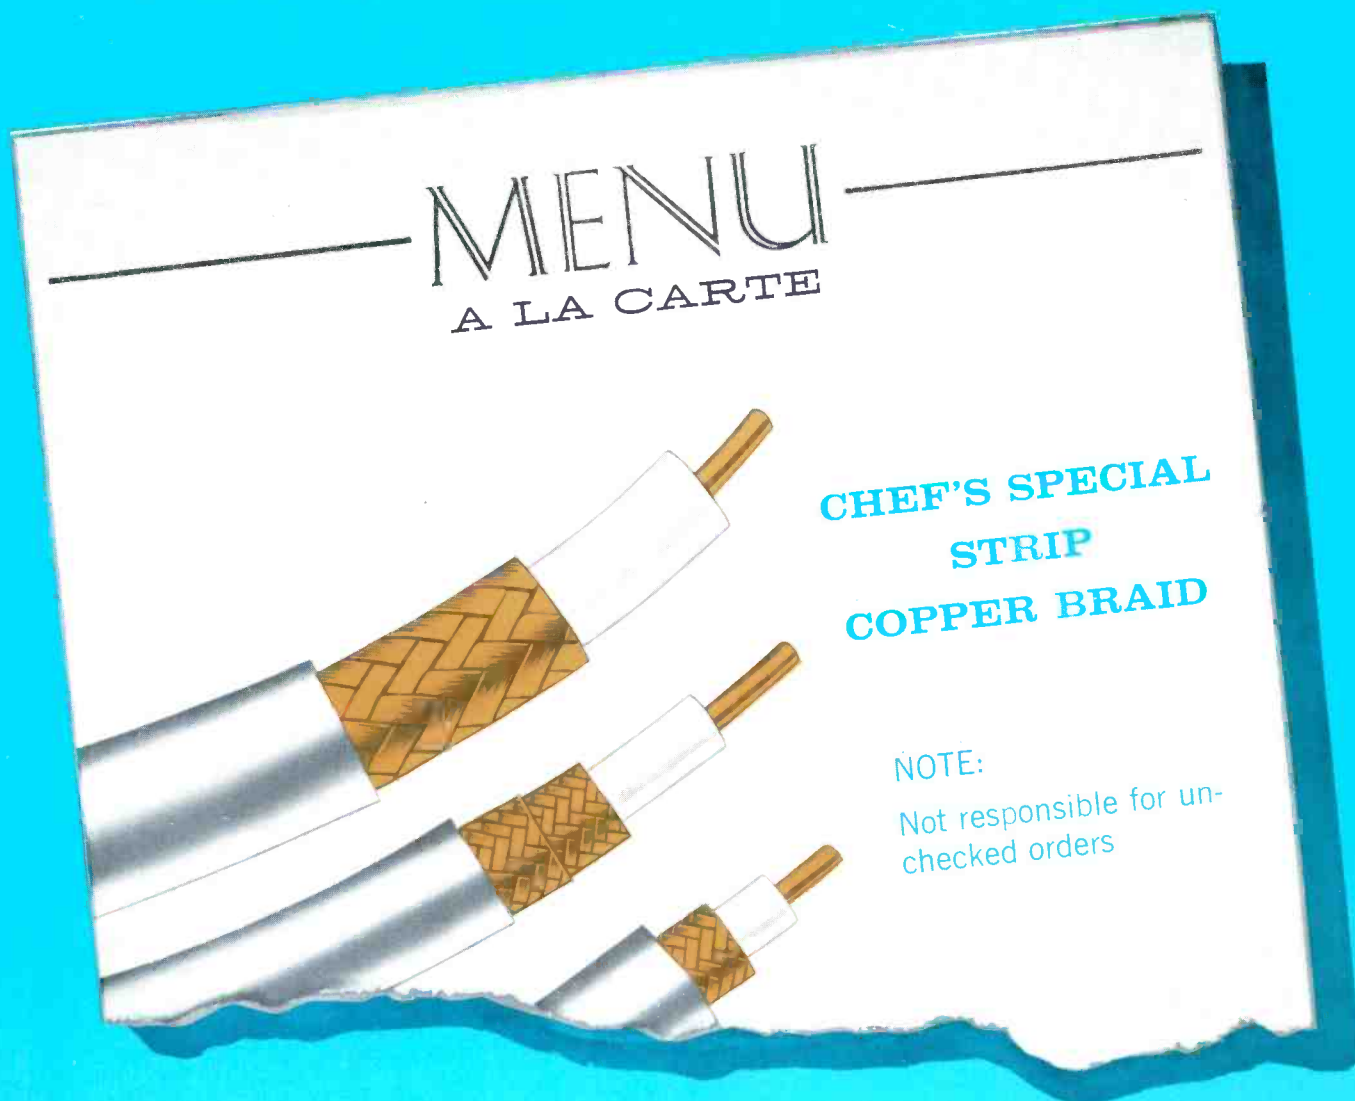 MENU
A LA CARTE
CHEF'S SPECIAL
STRIP
COPPER BRAID
NOTE:
Not responsible for un-
checked orders